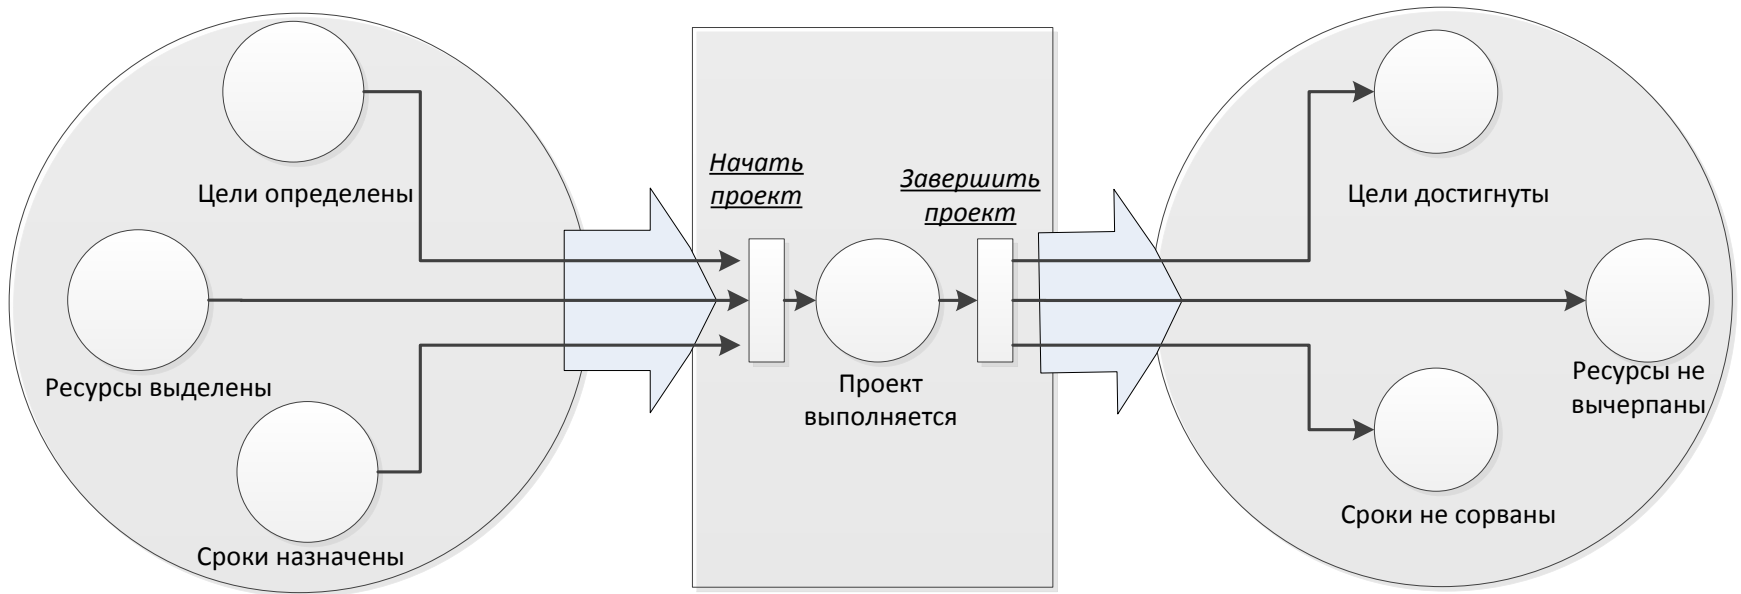 Цели определены
Ресурсы выделены
Сроки назначены
Начать
проект
Проект
выполняется
Завершить
проект
Цели достигнуты
Ресурсы не
вычерпаны
Сроки не сорваны